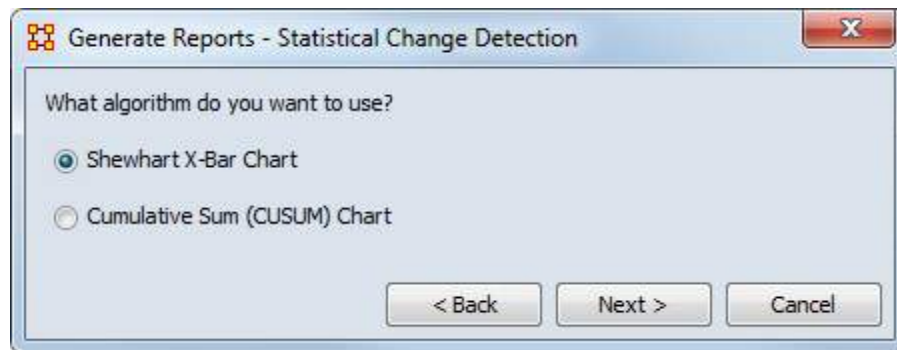 Generate Reports - Statistical Change Detection
What algorithm do you want to use?
Shewhart X-Bar Chart
Cumulative Sum (CUSUM) Chart
< Back Next > Cancel